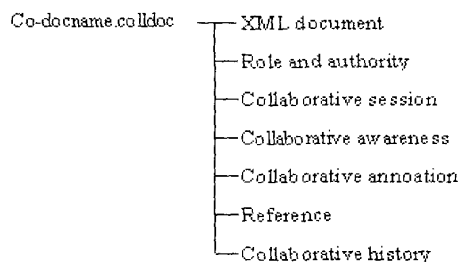 Co-docname.colldoc XML document
Role and authority
Collaborative session
Collaborative awareness
Collaborative annoation
Reference
Collaborative history